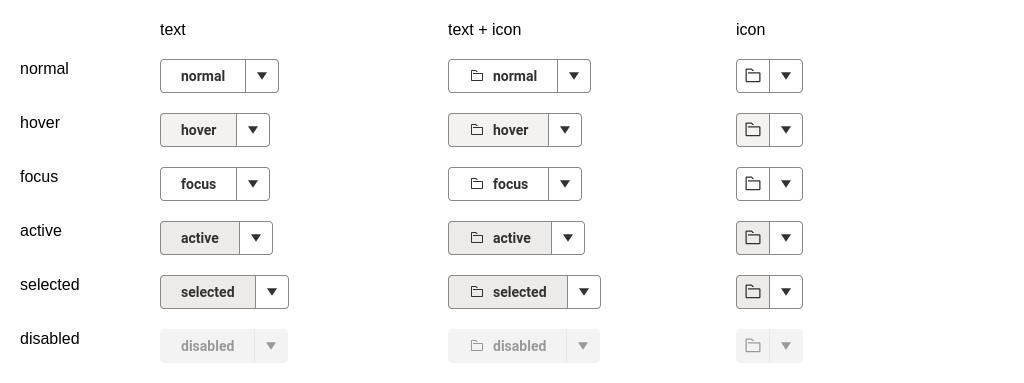 text text + icon icon
normal normal normal
hover hover hover
focus focus focus
active active active
selected selected selected
disabled disabled disabled